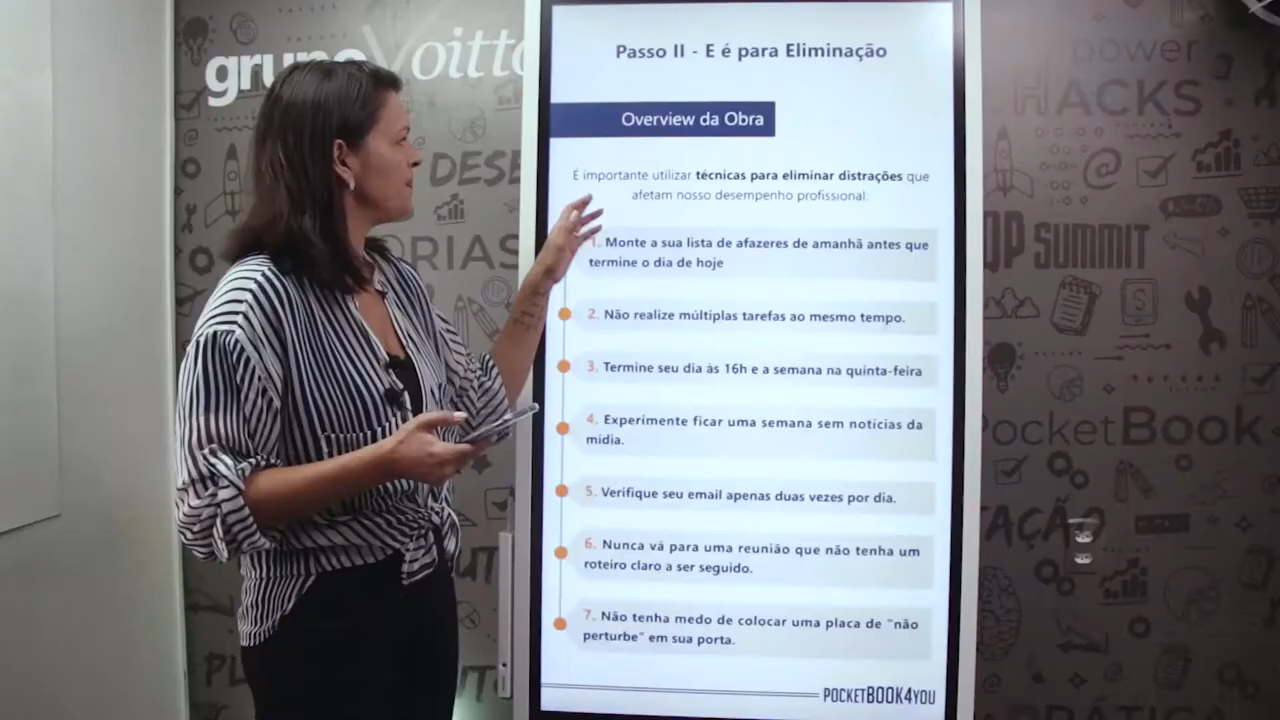 grupo Voitto
Passo II - E é para Eliminação
Overview da Obra
É importante utilizar técnicas para eliminar distrações que
afetam nosso desempenho profissional:
1. Monte a sua lista de afazeres de amanhã antes que
termine o dia de hoje
2. Não realize múltiplas tarefas ao mesmo tempo.
3. Termine seu dia às 16h e a semana na quinta-feira
4. Experimente ficar uma semana sem notícias da
mídia.
5. Verifique seu email apenas duas vezes por dia.
6. Nunca vá para uma reunião que não tenha um
roteiro claro a ser seguido.
7. Não tenha medo de colocar uma placa de "não
perturbe" em sua porta.
POCKETBOOK4YOU
power
HACKS
SUMMIT
PocketBook
DESE
ORIAS
TAÇÃO